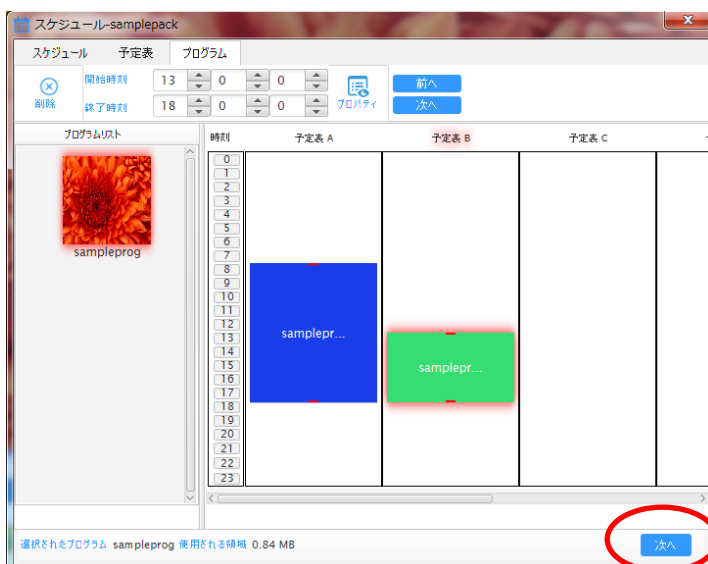 スケジュール-samplepack
x
スケジュール 予定表 プログラム
開始時刻 13 0 0 前へ
削除 終了時刻 18 0 0 プロパティ 次へ
プログラムリスト 時刻 予定表 A 予定表 B 予定表 C
0
1
2
3
4
5
6
7
sampleprog
8
9
10
11
12
13 samplepr...
14
15 samplepr...
16
17
18
19
20
21
22
23
選択されたプログラム sampleprog 使用される領域 0.84 MB 次へ